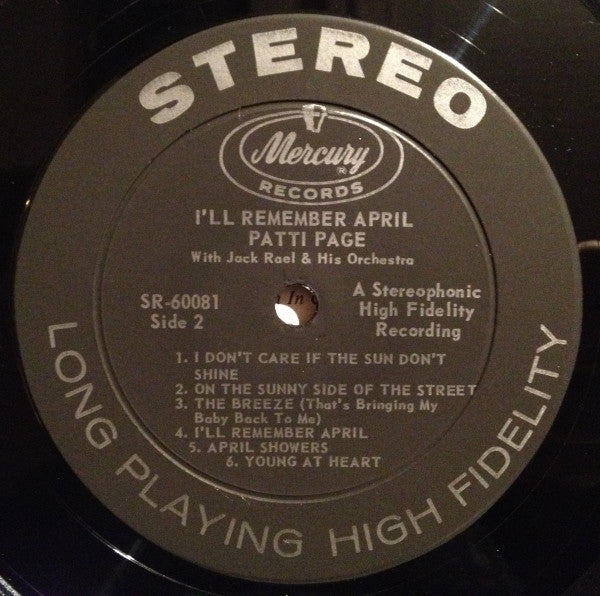 STEREO
Mercury
®
RECORDS
I'LL REMEMBER APRIL
PATTI PAGE
With Jack Rael & His Orchestra
SR-60081
Side 2
In
A Stereophonic
High Fidelity
Recording
1. I DON'T CARE IF THE SUN DON'T
SHINE
2. ON THE SUNNY SIDE OF THE STREET
3. THE BREEZE (That's Bringing My
Baby Back To Me)
4. I'LL REMEMBER APRIL
5. APRIL SHOWERS
6. YOUNG AT HEART
LONG PLAYING HIGH FIDELITY